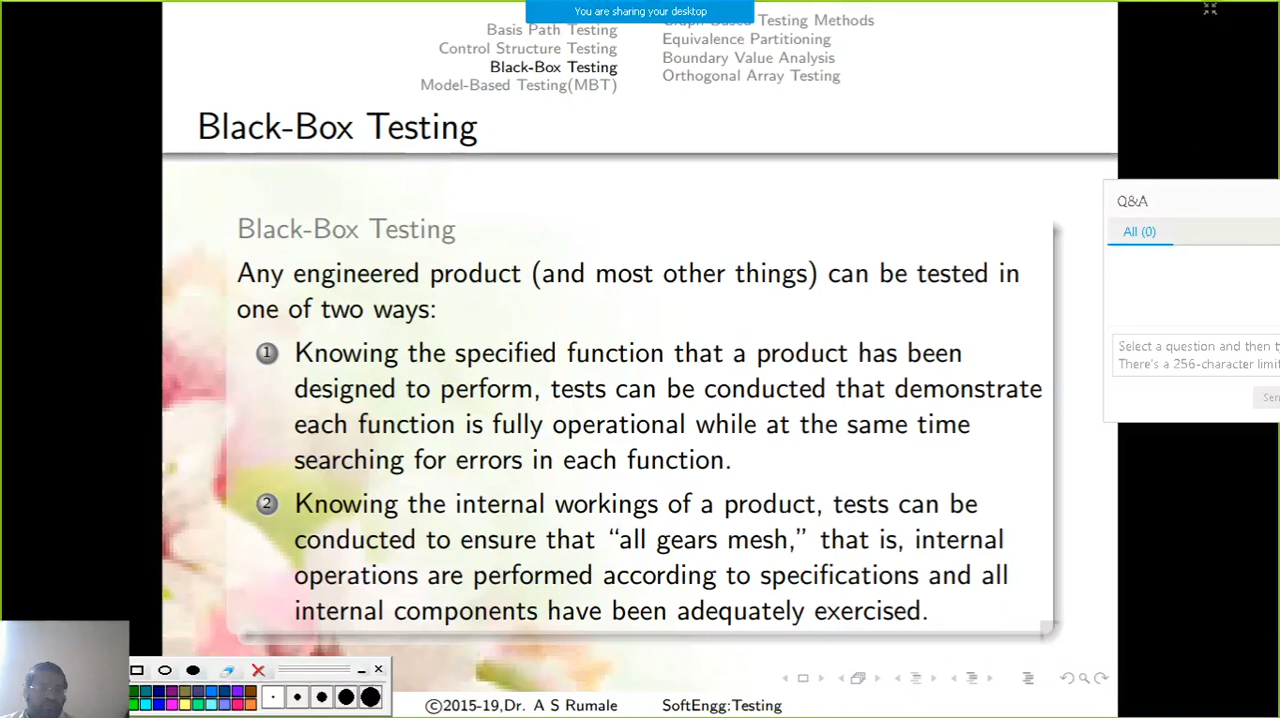 You are sharing your desktop
Basis Path Testing
Control Structure Testing
Black-Box Testing
Model-Based Testing(MBT)
Graph Based Testing Methods
Equivalence Partitioning
Boundary Value Analysis
Orthogonal Array Testing
Black-Box Testing
Black-Box Testing
Any engineered product (and most other things) can be tested in
one of two ways:
1 Knowing the specified function that a product has been
designed to perform, tests can be conducted that demonstrate
each function is fully operational while at the same time
searching for errors in each function.
2 Knowing the internal workings of a product, tests can be
conducted to ensure that “all gears mesh,” that is, internal
operations are performed according to specifications and all
internal components have been adequately exercised.
Q&A
All (0)
Select a question and then
There's a 256-character
©2015-19,Dr. A S Rumale
SoftEngg:Testing